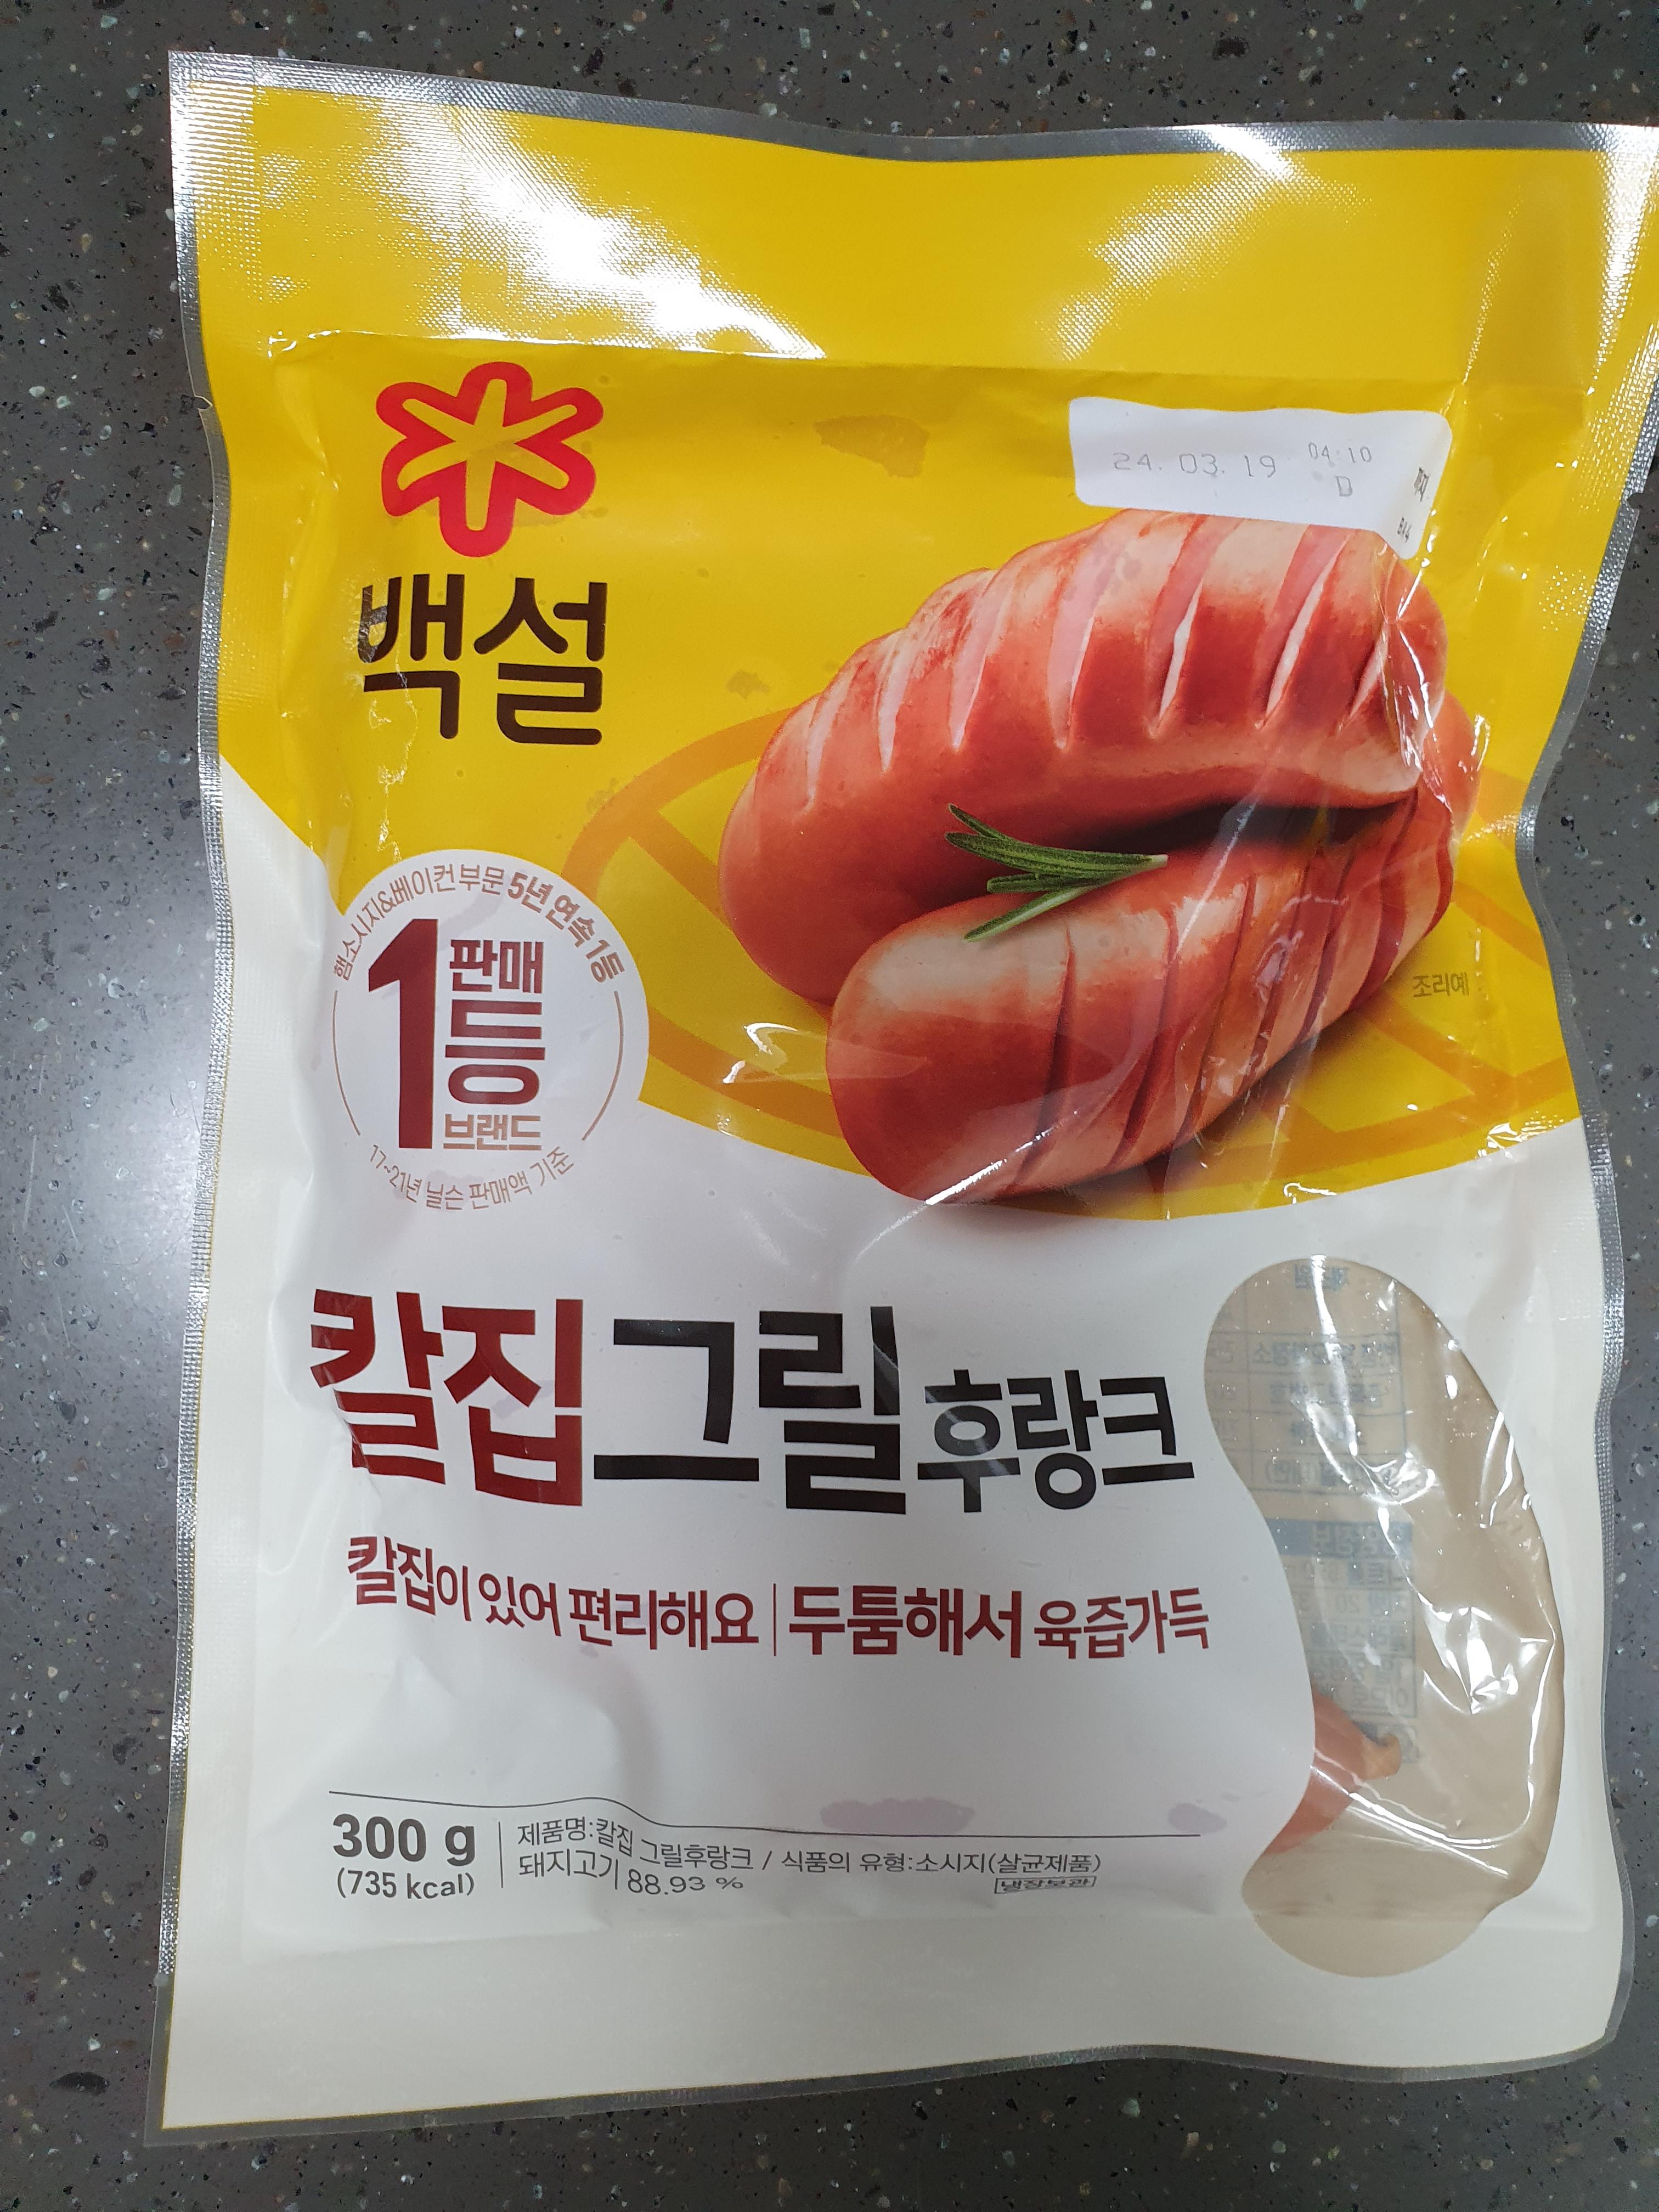 백설
24. 03. 19 04:10
D
까지
BA4
햄소시지&베이컨부문 5년 연속 1등
1 판매
등
브랜드
17~21년 닐슨 판매액 기준
조리예
칼집그릴후랑크
칼집이 있어 편리해요 | 두툼해서 육즙가득
300 g
(735 kcal)
제품명:칼집 그릴후랑크 / 식품의 유형:소시지(살균제품)
돼지고기 88.93 %
냉장보관